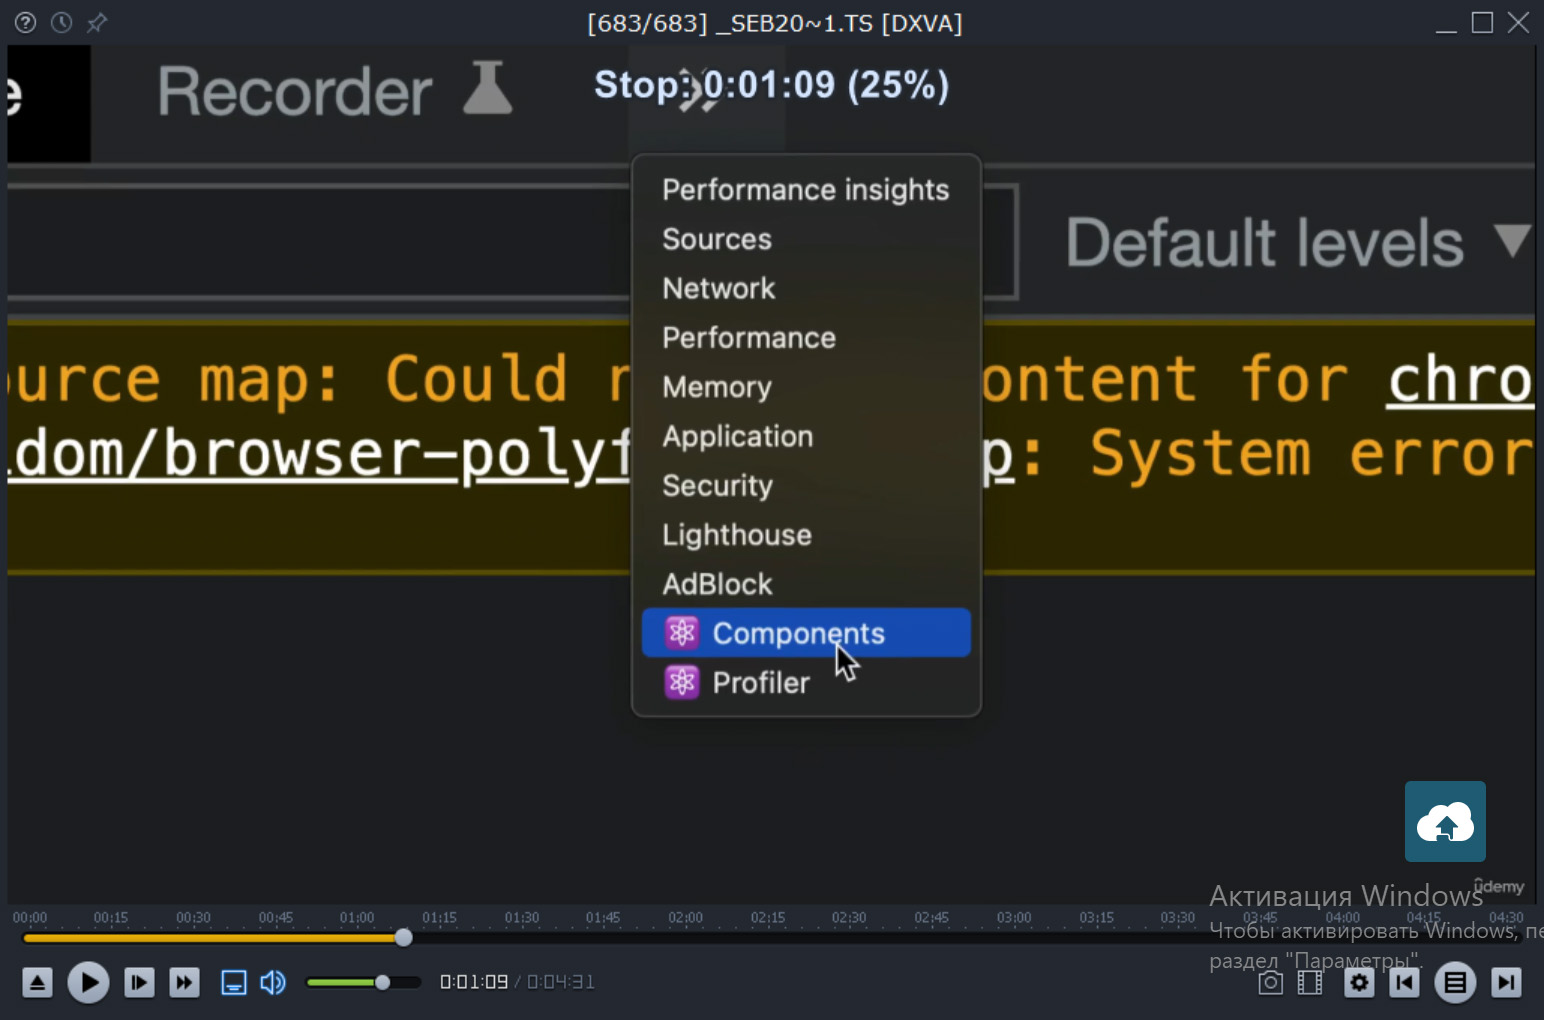 [683/683] _SEB20~1.TS [DXVA]
e
Recorder
Stop: 0:01:09 (25%)
Performance insights
Sources
Network
Performance
Memory
Application
Security
Lighthouse
AdBlock
Components
Profiler
Default levels ▼
urce map: Could
ontent for chro
dom/browser-polyf
p: System error
ûdemy
Активация Windows
Чтобы активировать Windows, пе
раздел "Параметры".
00:00 00:15 00:30 00:45 01:00 01:15 01:30 01:45 02:00 02:15 02:30 02:45 03:00 03:15 03:30 03:45 04:00 04:15 04:30
0:01:09 / 0:04:31